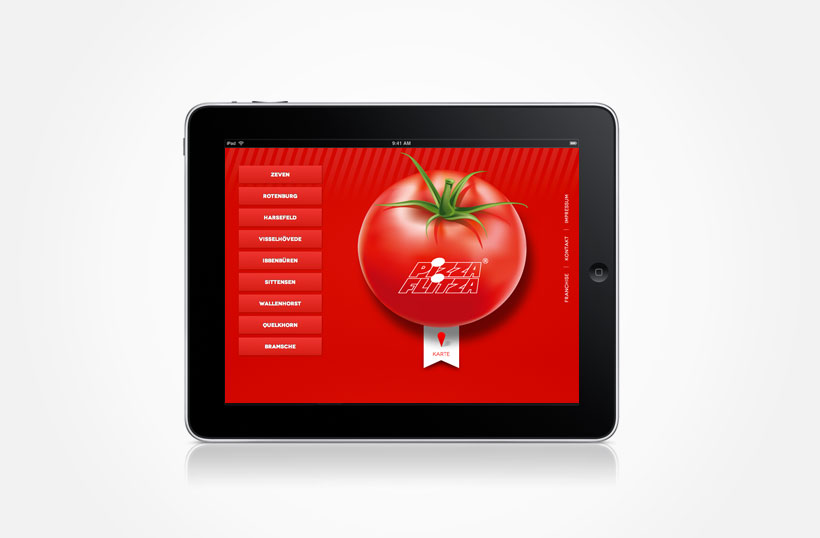 iPad
9:41 AM
ZEVEN
ROTENBURG
HARSEFELD
VISSELHÖVEDE
IBBENBÜREN
SITTENSEN
WALLENHORST
QUELKHORN
BRAMSCHE
PIZZA®
FLITZA
KARTE
FRANCHISE | KONTAKT | IMPRESSUM